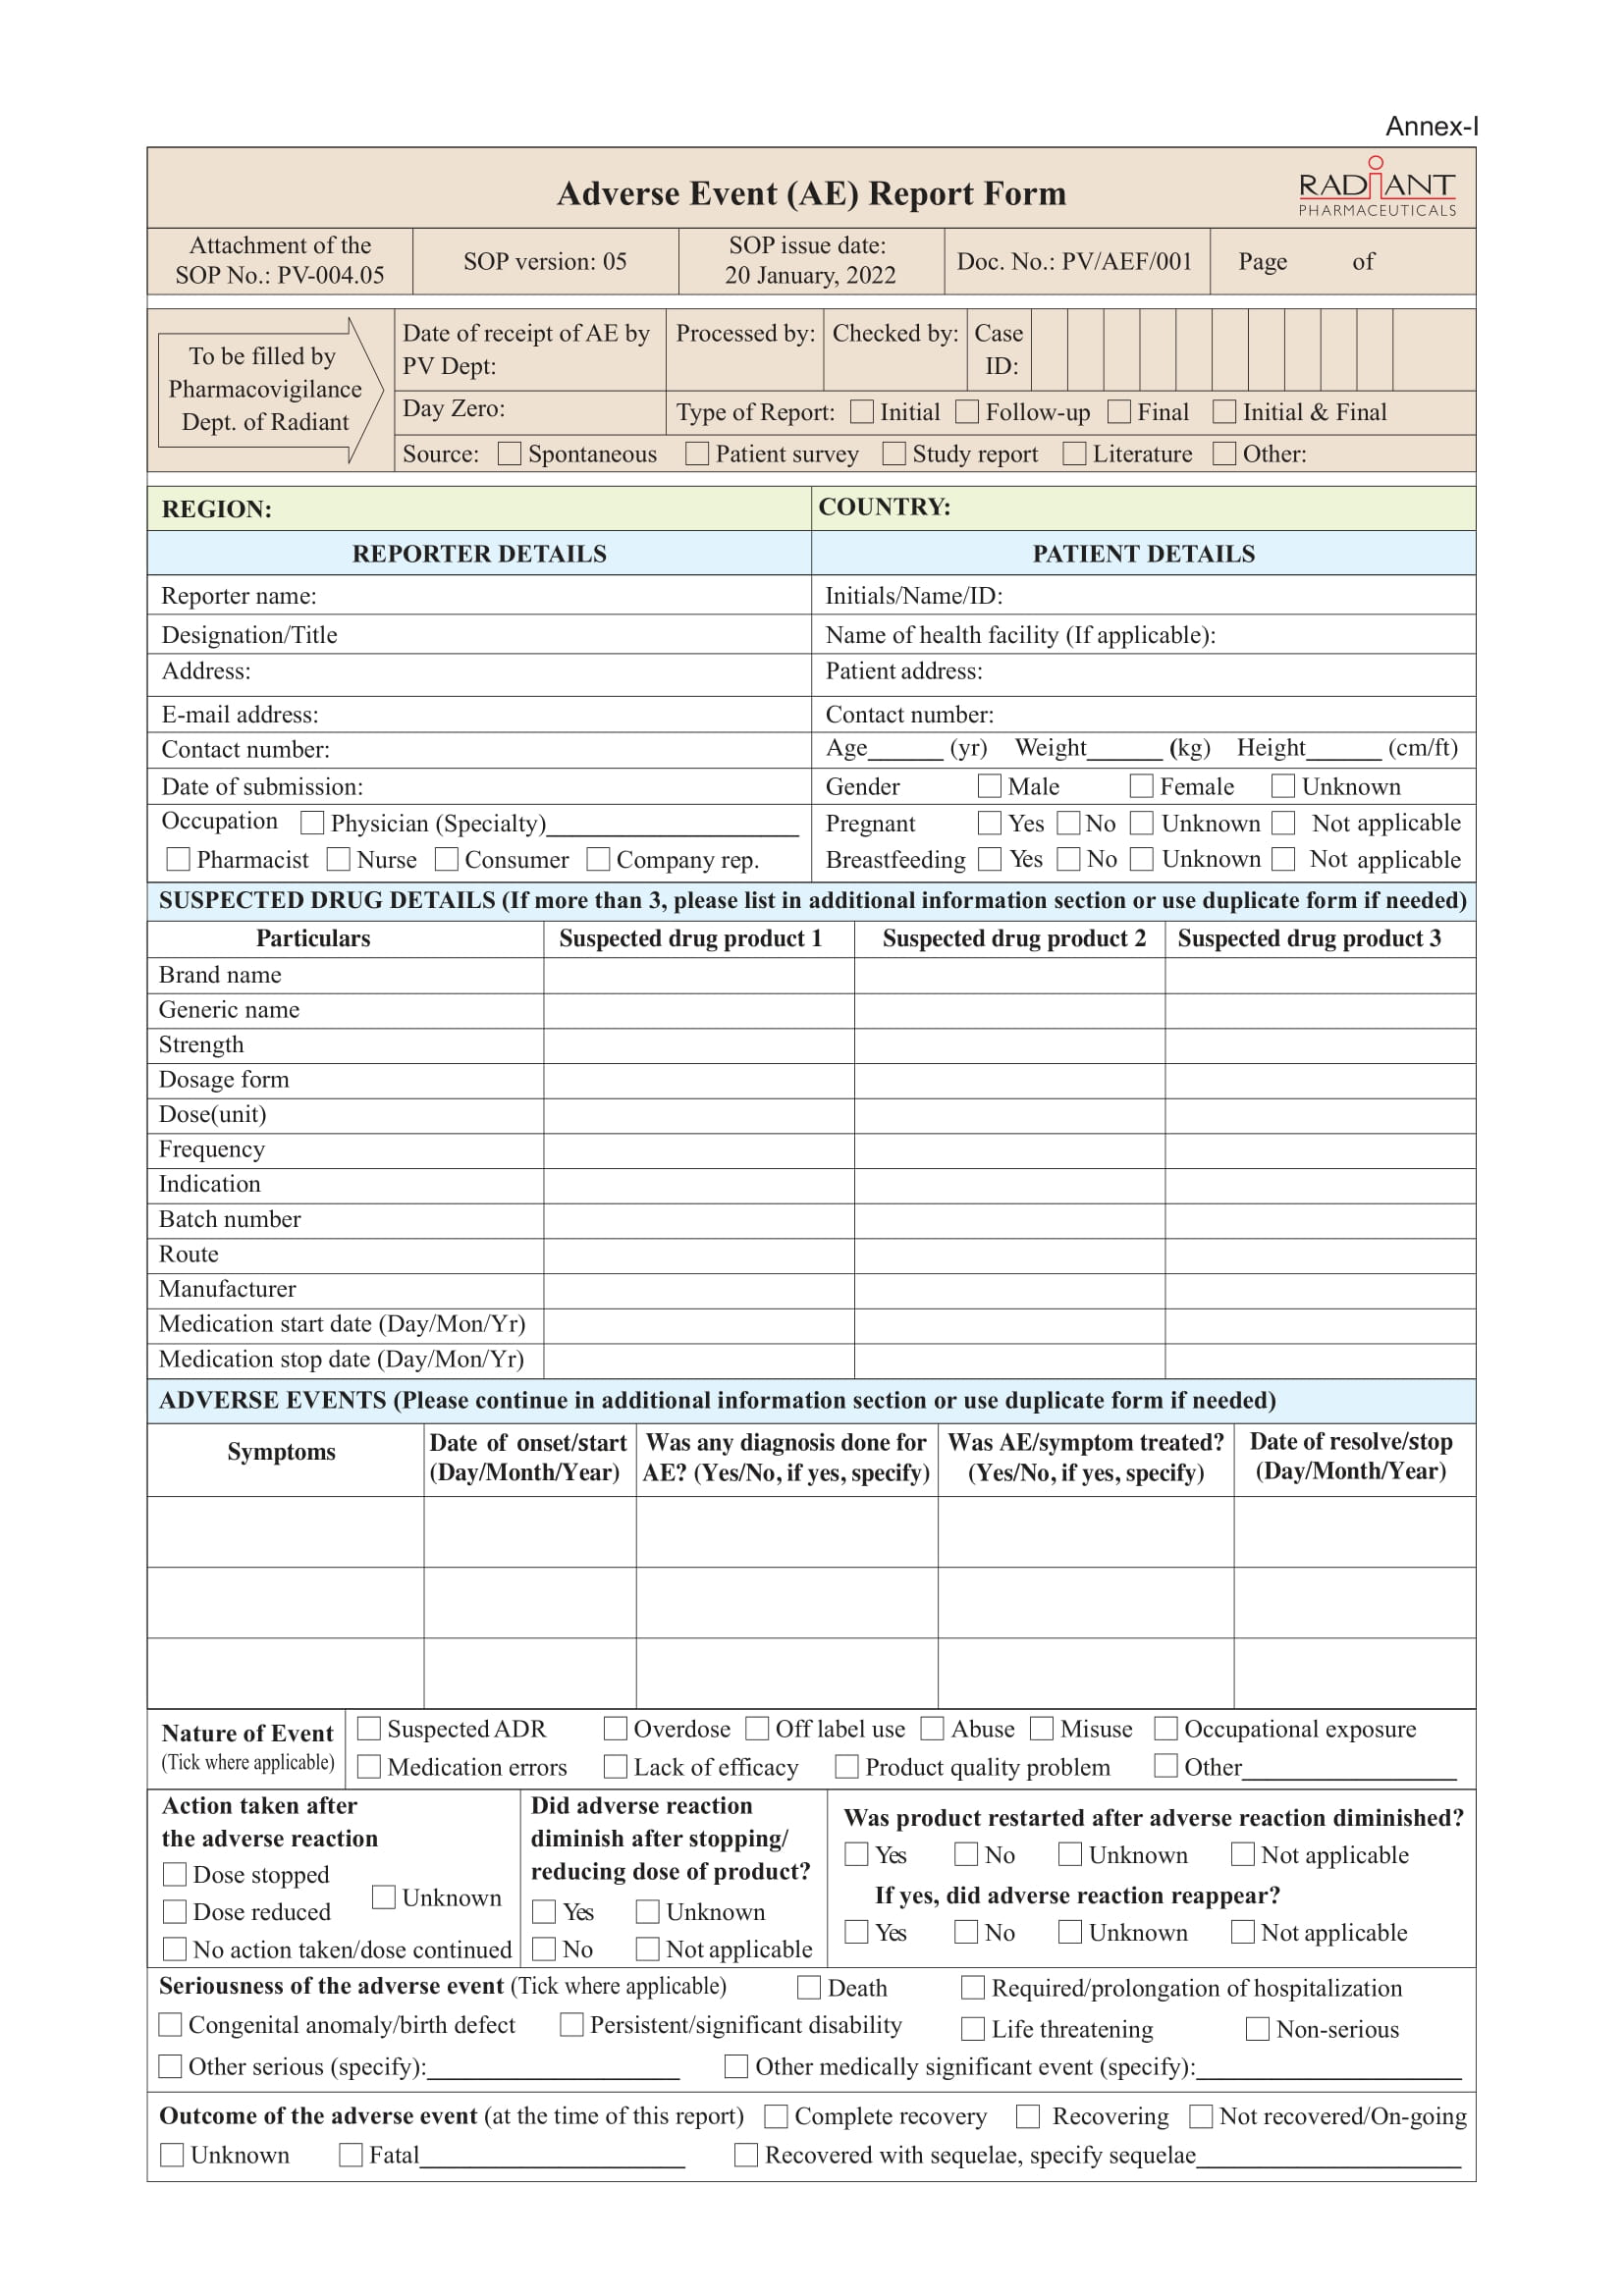 Annex-I
Adverse Event (AE) Report Form
RADiANT
PHARMACEUTICALS
Attachment of the
SOP No.: PV-004.05
SOP version: 05
SOP issue date:
20 January, 2022
Doc. No.: PV/AEF/001
Page of
To be filled by
Pharmacovigilance
Dept. of Radiant
Date of receipt of AE by
PV Dept:
Processed by:
Checked by:
Case
ID:
Day Zero:
Type of Report: Initial Follow-up Final Initial & Final
Source: Spontaneous Patient survey Study report Literature Other:
REGION:
COUNTRY:
REPORTER DETAILS
PATIENT DETAILS
Reporter name:
Initials/Name/ID:
Designation/Title
Name of health facility (If applicable):
Address:
Patient address:
E-mail address:
Contact number:
Contact number:
Age______ (yr) Weight______ (kg) Height______ (cm/ft)
Date of submission:
Gender Male Female Unknown
Occupation Physician (Specialty)____________________
Pregnant Yes No Unknown Not applicable
Pharmacist Nurse Consumer Company rep.
Breastfeeding Yes No Unknown Not applicable
SUSPECTED DRUG DETAILS (If more than 3, please list in additional information section or use duplicate form if needed)
Particulars Suspected drug product 1 Suspected drug product 2 Suspected drug product 3
Brand name
Generic name
Strength
Dosage form
Dose(unit)
Frequency
Indication
Batch number
Route
Manufacturer
Medication start date (Day/Mon/Yr)
Medication stop date (Day/Mon/Yr)
ADVERSE EVENTS (Please continue in additional information section or use duplicate form if needed)
Symptoms
Date of onset/start
(Day/Month/Year)
Was any diagnosis done for
AE? (Yes/No, if yes, specify)
Was AE/symptom treated?
(Yes/No, if yes, specify)
Date of resolve/stop
(Day/Month/Year)
Nature of Event
(Tick where applicable)
Suspected ADR Overdose Off label use Abuse Misuse Occupational exposure
Medication errors Lack of efficacy Product quality problem Other_________________
Action taken after
the adverse reaction
Dose stopped
Dose reduced
Unknown
No action taken/dose continued
Did adverse reaction
diminish after stopping/
reducing dose of product?
Yes Unknown
No Not applicable
Was product restarted after adverse reaction diminished?
Yes No Unknown Not applicable
If yes, did adverse reaction reappear?
Yes No Unknown Not applicable
Seriousness of the adverse event (Tick where applicable) Death Required/prolongation of hospitalization
Congenital anomaly/birth defect Persistent/significant disability Life threatening Non-serious
Other serious (specify):____________________ Other medically significant event (specify):_____________________
Outcome of the adverse event (at the time of this report) Complete recovery Recovering Not recovered/On-going
Unknown Fatal_____________________ Recovered with sequelae, specify sequelae_____________________